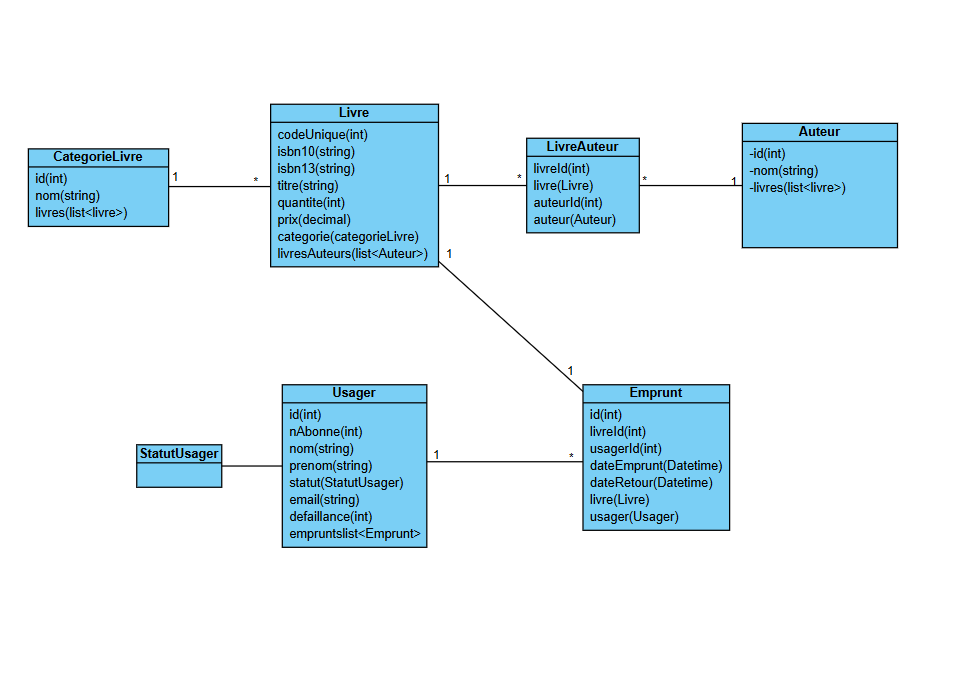 Livre
codeUnique(int)
isbn10(string)
isbn13(string)
titre(string)
quantite(int)
prix(decimal)
categorie(categorieLivre)
livresAuteurs(list<Auteur>)
CategorieLivre
id(int)
nom(string)
livres(list<livre>)
1
*
LivreAuteur
livreId(int)
livre(Livre)
auteurId(int)
auteur(Auteur)
1
*
Auteur
-id(int)
-nom(string)
-livres(list<livre>)
*
1
1
1
Usager
id(int)
nAbonne(int)
nom(string)
prenom(string)
statut(StatutUsager)
email(string)
defaillance(int)
empruntslist<Emprunt>
StatutUsager
1
*
Emprunt
id(int)
livreId(int)
usagerId(int)
dateEmprunt(Datetime)
dateRetour(Datetime)
livre(Livre)
usager(Usager)